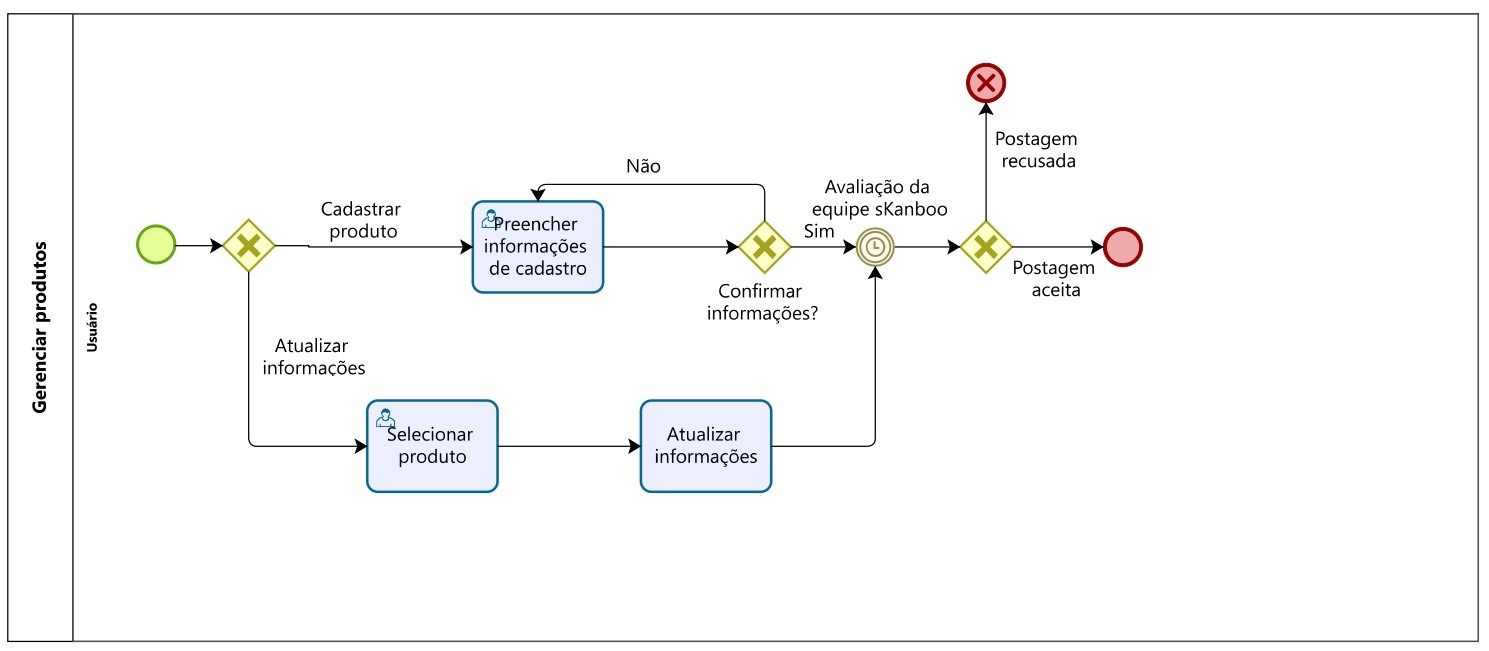 Gerenciar produtos
Usuário
Cadastrar
produto
Preencher
informações
de cadastro
Não
Confirmar
informações?
Sim
Avaliação da
equipe sKanboo
Postagem
recusada
Postagem
aceita
Atualizar
informações
Selecionar
produto
Atualizar
informações